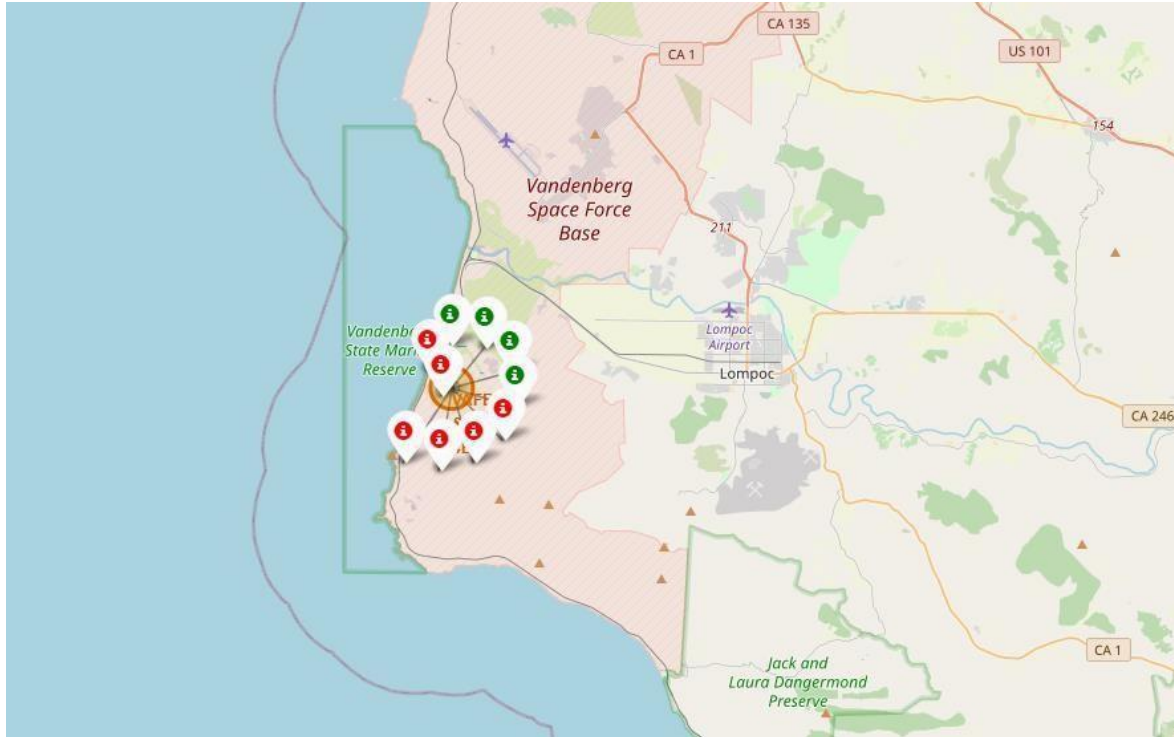 CA 135
CA 1
US 101
154
Vandenberg
Space Force
Base
211
Vandenb
State Mar
Reserve
Lompoc
Airport
Lompoc
CA 246
Jack and
Laura Dangermond
Preserve
CA 1